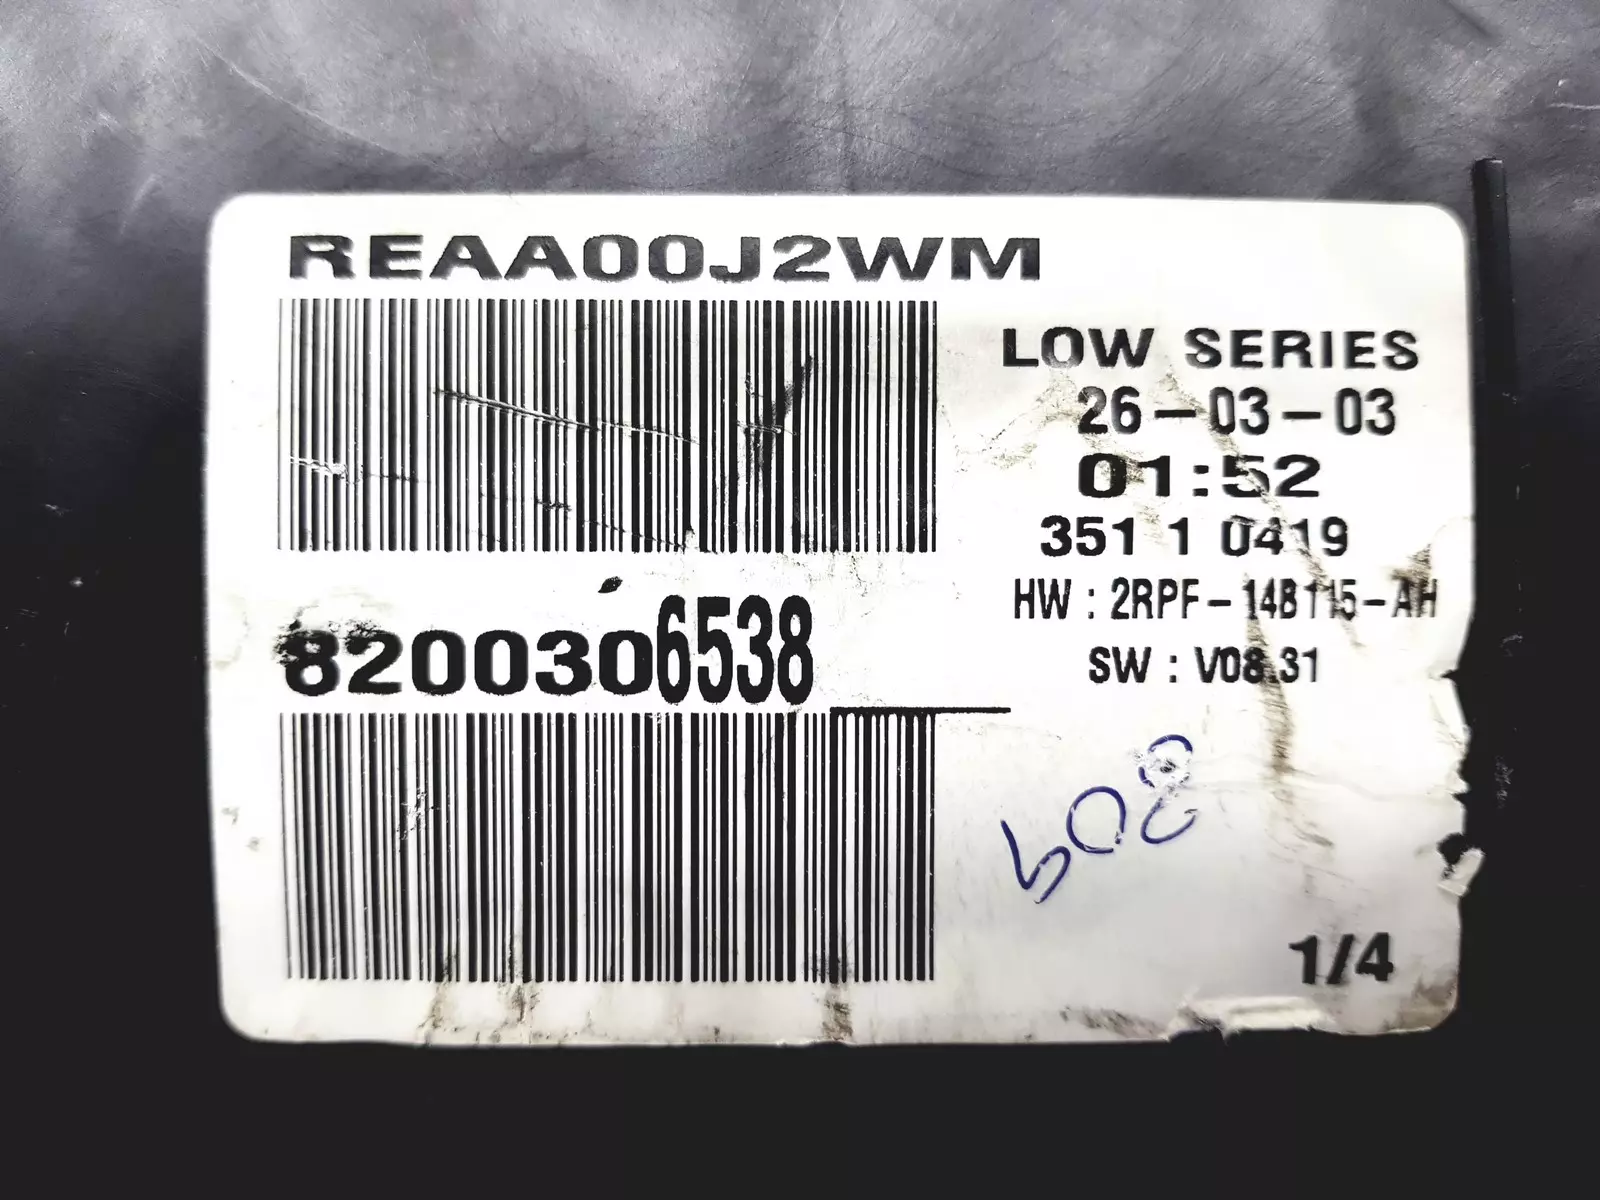 REAA00J2WM
LOW SERIES
26-03-03
01:52
351 1 0419
HW : 2RPF-14B115-AH
8200306538
SW : V08.31
508
1/4